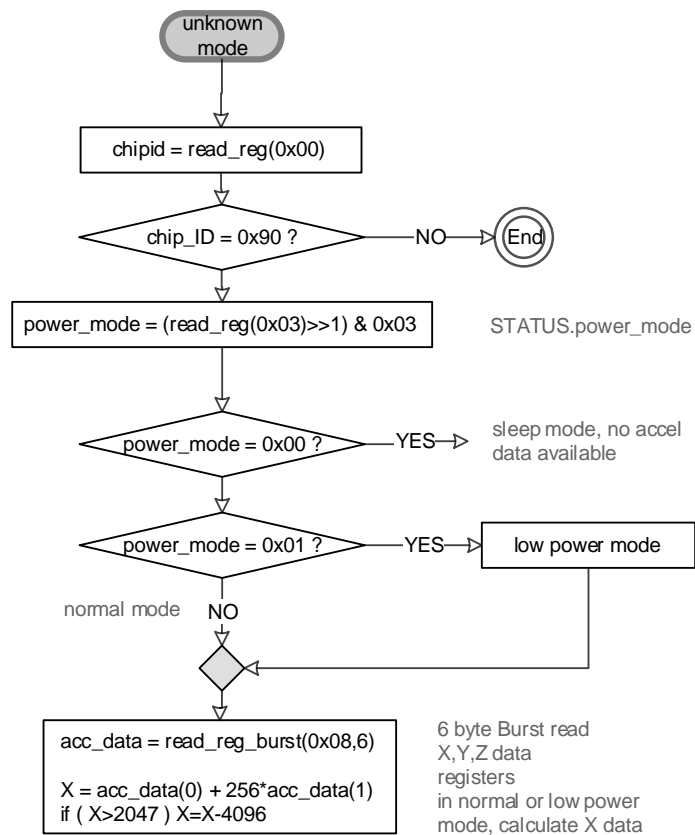 unknown
mode
chipid = read_reg(0x00)
chip_ID = 0x90 ?
NO
End
power_mode = (read_reg(0x03)>>1) & 0x03
STATUS.power_mode
power_mode = 0x00 ?
YES
sleep mode, no accel
data available
power_mode = 0x01 ?
YES
low power mode
normal mode
NO
acc_data = read_reg_burst(0x08,6)
X = acc_data(0) + 256*acc_data(1)
if ( X>2047 ) X=X-4096
6 byte Burst read
X,Y,Z data
registers
in normal or low power
mode, calculate X data